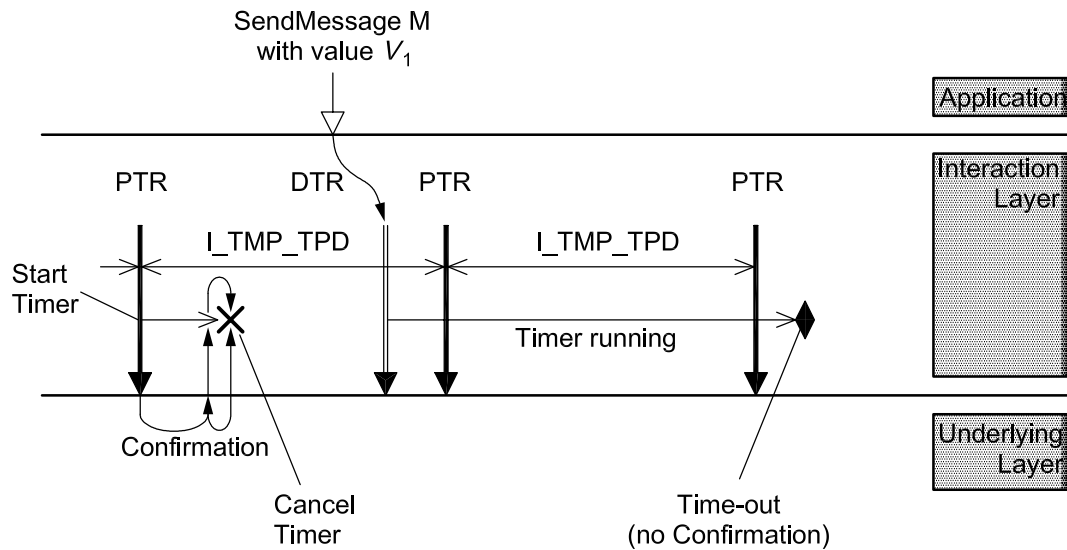 SendMessage M
with value V1
Application
PTR
DTR
PTR
PTR
Interaction
Layer
I_TMP_TPD
I_TMP_TPD
Start
Timer
Timer running
Confirmation
Underlying
Layer
Cancel
Timer
Time-out
(no Confirmation)